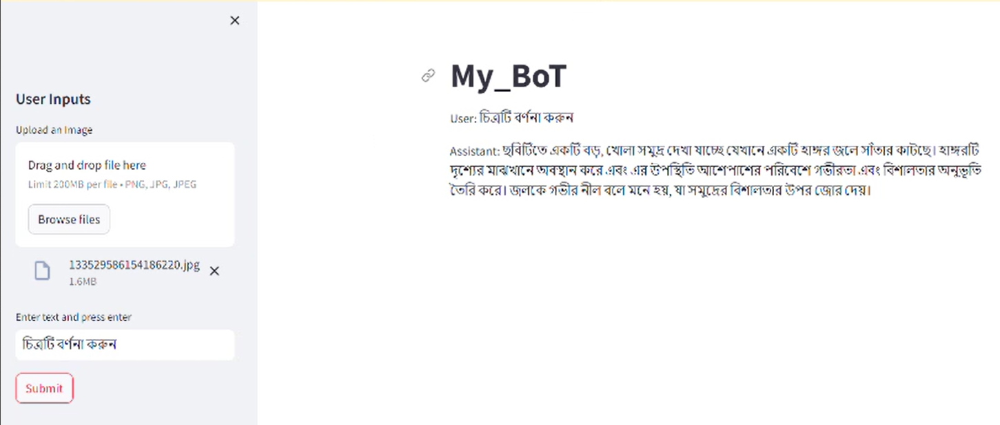 User Inputs
Upload an Image
Drag and drop file here
Limit 200MB per file • PNG, JPG, JPEG
Browse files
133529586154186220.jpg
1.6MB
Enter text and press enter
চিত্রটি বর্ণনা করুন
Submit
My_BoT
User: চিত্রটি বর্ণনা করুন
Assistant: ছবিটিতে একটি বড়, খোলা সমুদ্র দেখা যাচ্ছে যেখানে একটি হাঙ্গর জলে সাঁতার কাটছে। হাঙ্গরটি
দৃশ্যের মাঝখানে অবস্থান করে এবং এর উপস্থিতি আশেপাশের পরিবেশে গভীরতা এবং বিশালতার অনুভূতি
তৈরি করে। জলকে গভীর নীল বলে মনে হয়, যা সমুদ্রের বিশালতার উপর জোর দেয়।